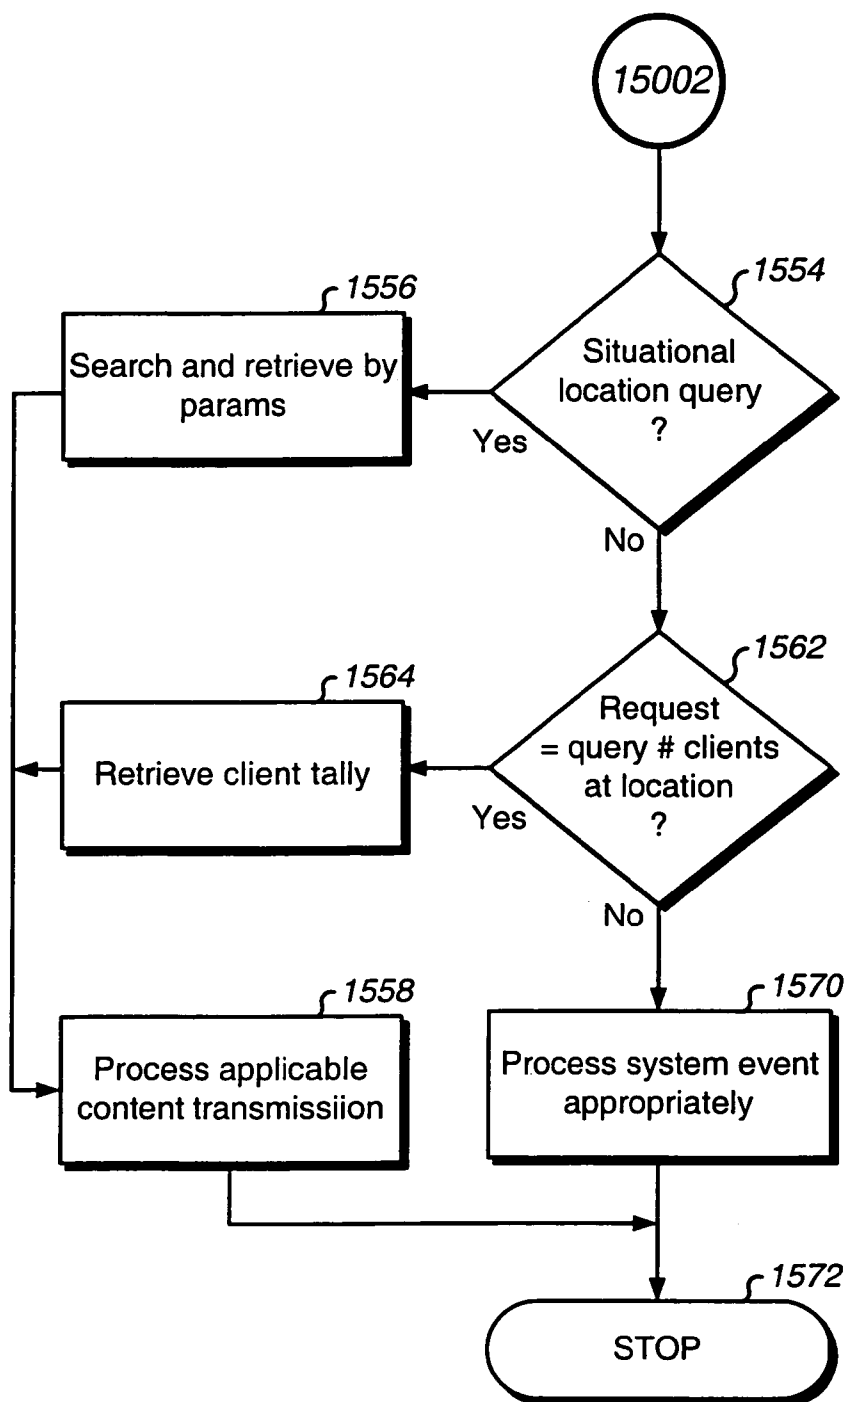 15002
1554
Situational
location query
?
Yes
No
1556
Search and retrieve by
params
1562
Request
= query # clients
at location
?
Yes
No
1564
Retrieve client tally
1558
Process applicable
content transmissiion
1570
Process system event
appropriately
1572
STOP